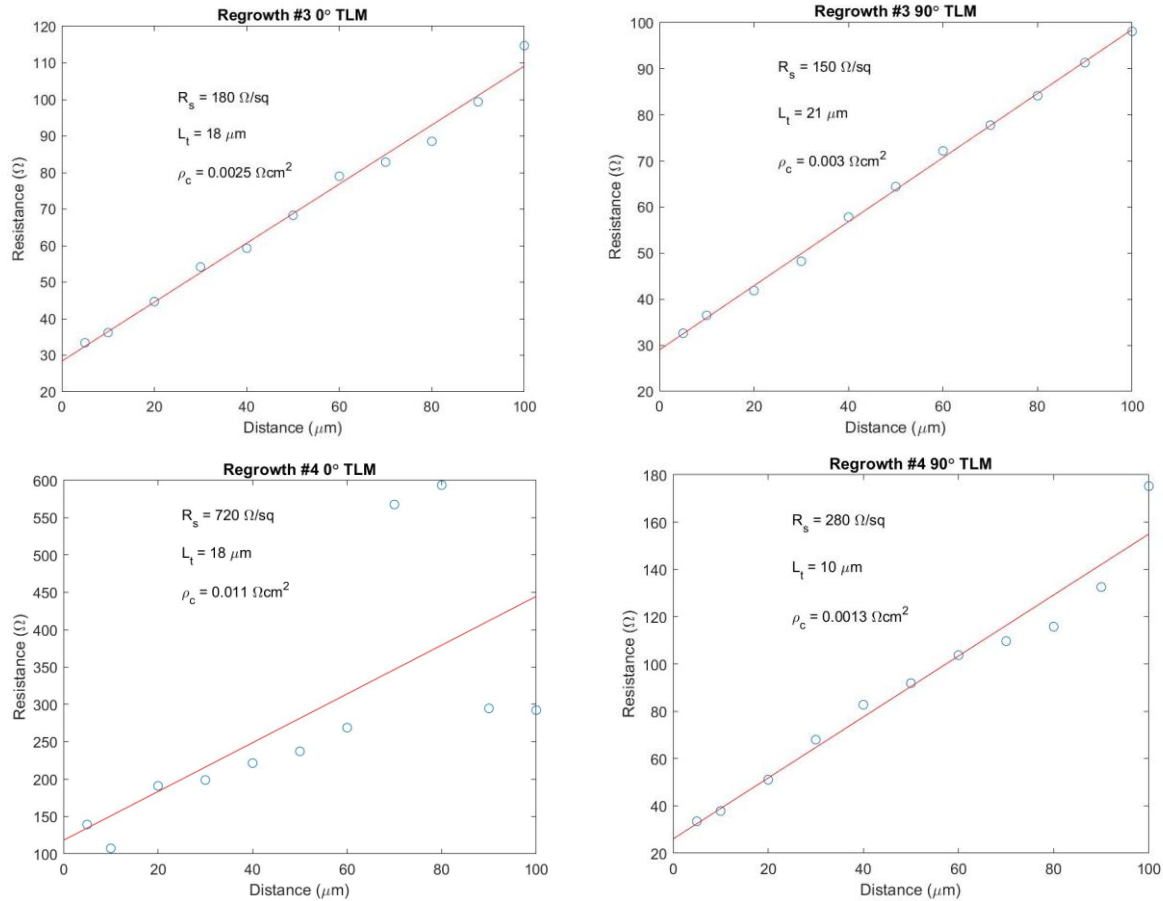 Regrowth #3 0° TLM
120
110
100
90
80
70
60
50
40
30
20
Resistance (Ω)
R_s = 180 Ω/sq
L_t = 18 μm
ρ_c = 0.0025 Ωcm²
0 20 40 60 80 100
Distance (μm)
Regrowth #3 90° TLM
100
90
80
70
60
50
40
30
20
Resistance (Ω)
R_s = 150 Ω/sq
L_t = 21 μm
ρ_c = 0.003 Ωcm²
0 20 40 60 80 100
Distance (μm)
Regrowth #4 0° TLM
600
550
500
450
400
350
300
250
200
150
100
Resistance (Ω)
R_s = 720 Ω/sq
L_t = 18 μm
ρ_c = 0.011 Ωcm²
0 20 40 60 80 100
Distance (μm)
Regrowth #4 90° TLM
180
160
140
120
100
80
60
40
20
Resistance (Ω)
R_s = 280 Ω/sq
L_t = 10 μm
ρ_c = 0.0013 Ωcm²
0 20 40 60 80 100
Distance (μm)